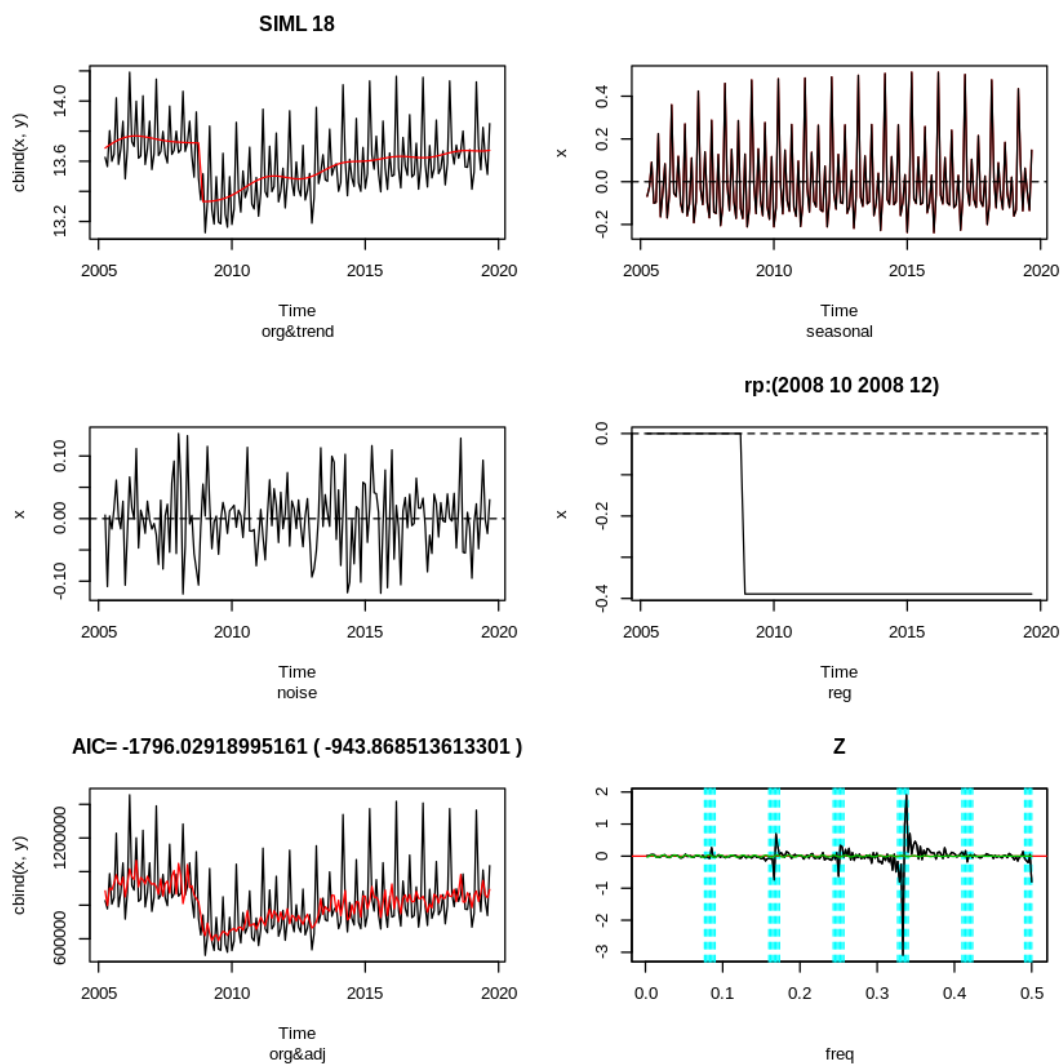 SIML 18
cbind(x, y)
14.0
13.6
13.2
2005 2010 2015 2020
Time
org&trend
x
0.4
0.2
0.0
-0.2
2005 2010 2015 2020
Time
seasonal
x
0.10
0.00
-0.10
2005 2010 2015 2020
Time
noise
rp:(2008 10 2008 12)
x
0.0
-0.2
-0.4
2005 2010 2015 2020
Time
reg
AIC= -1796.02918995161 ( -943.868513613301 )
cbind(x, y)
1200000
600000
2005 2010 2015 2020
Time
org&adj
Z
2
1
0
-1
-2
-3
0.0 0.1 0.2 0.3 0.4 0.5
freq